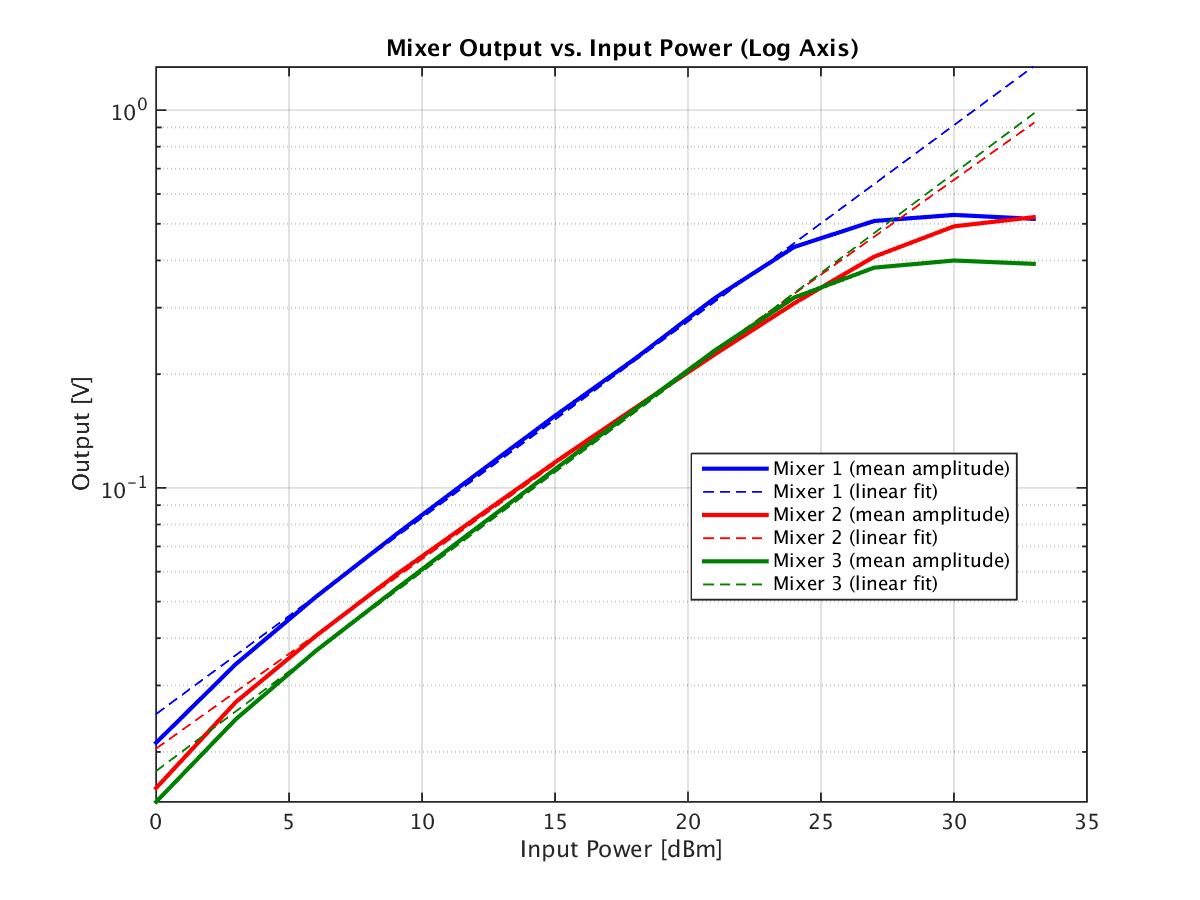 Mixer Output vs. Input Power (Log Axis)
10^0
10^-1
Output [V]
Mixer 1 (mean amplitude)
Mixer 1 (linear fit)
Mixer 2 (mean amplitude)
Mixer 2 (linear fit)
Mixer 3 (mean amplitude)
Mixer 3 (linear fit)
0 5 10 15 20 25 30 35
Input Power [dBm]